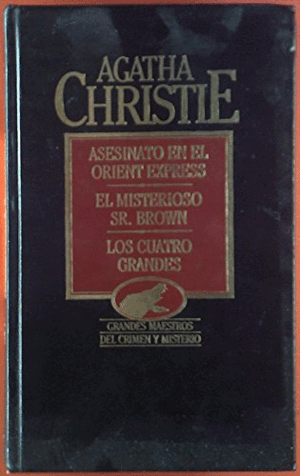 AGATHA
CHRISTIE
ASESINATO EN EL
ORIENT EXPRESS
EL MISTERIOSO
SR. BROWN
LOS CUATRO
GRANDES
GRANDES MAESTROS
DEL CRIMEN Y MISTERIO